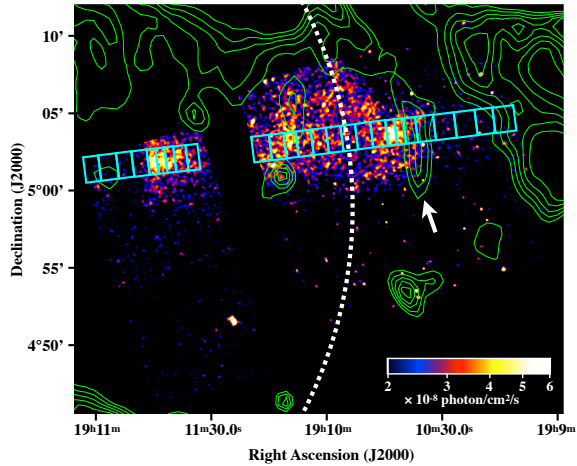 10’
05’
5°00’
55’
4°50’
Declination (J2000)
2 3 4 5 6
× 10⁻⁸ photon/cm²/s
19ʰ11ᵐ 11ᵐ30.0ˢ 19ʰ10ᵐ 10ᵐ30.0ˢ 19ʰ9ᵐ
Right Ascension (J2000)